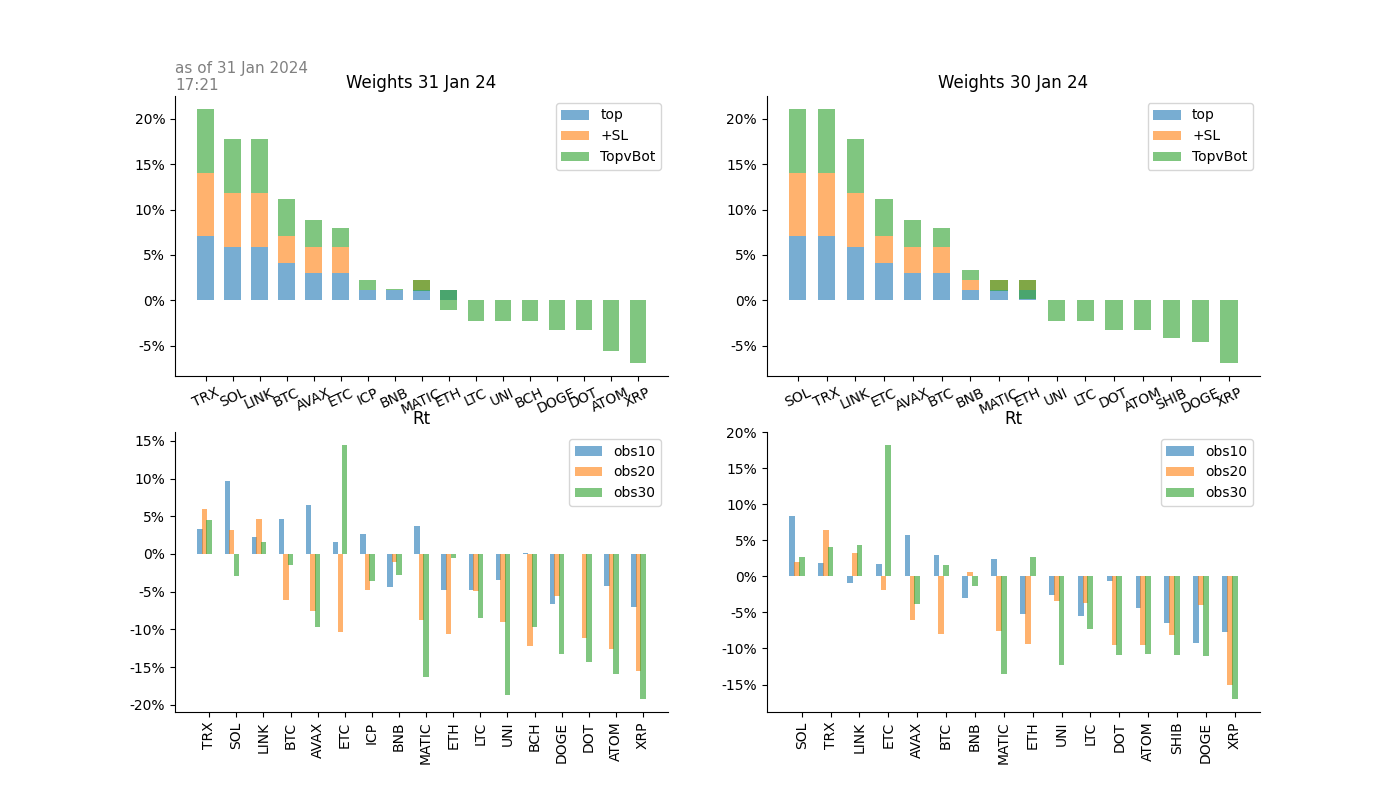 as of 31 Jan 2024
17:21
Weights 31 Jan 24
20%
15%
10%
5%
0%
-5%
top
+SL
TopvBot
TRX SOL LINK BTC AVAX ETC ICP BNB MATIC ETH LTC UNI BCH DOGE DOT ATOM XRP
Weights 30 Jan 24
20%
15%
10%
5%
0%
-5%
top
+SL
TopvBot
SOL TRX LINK ETC AVAX BTC BNB MATIC ETH UNI LTC DOT ATOM SHIB DOGE XRP
Rt
15%
10%
5%
0%
-5%
-10%
-15%
-20%
obs10
obs20
obs30
TRX SOL LINK BTC AVAX ETC ICP BNB MATIC ETH LTC UNI BCH DOGE DOT ATOM XRP
Rt
20%
15%
10%
5%
0%
-5%
-10%
-15%
obs10
obs20
obs30
SOL TRX LINK ETC AVAX BTC BNB MATIC ETH UNI LTC DOT ATOM SHIB DOGE XRP